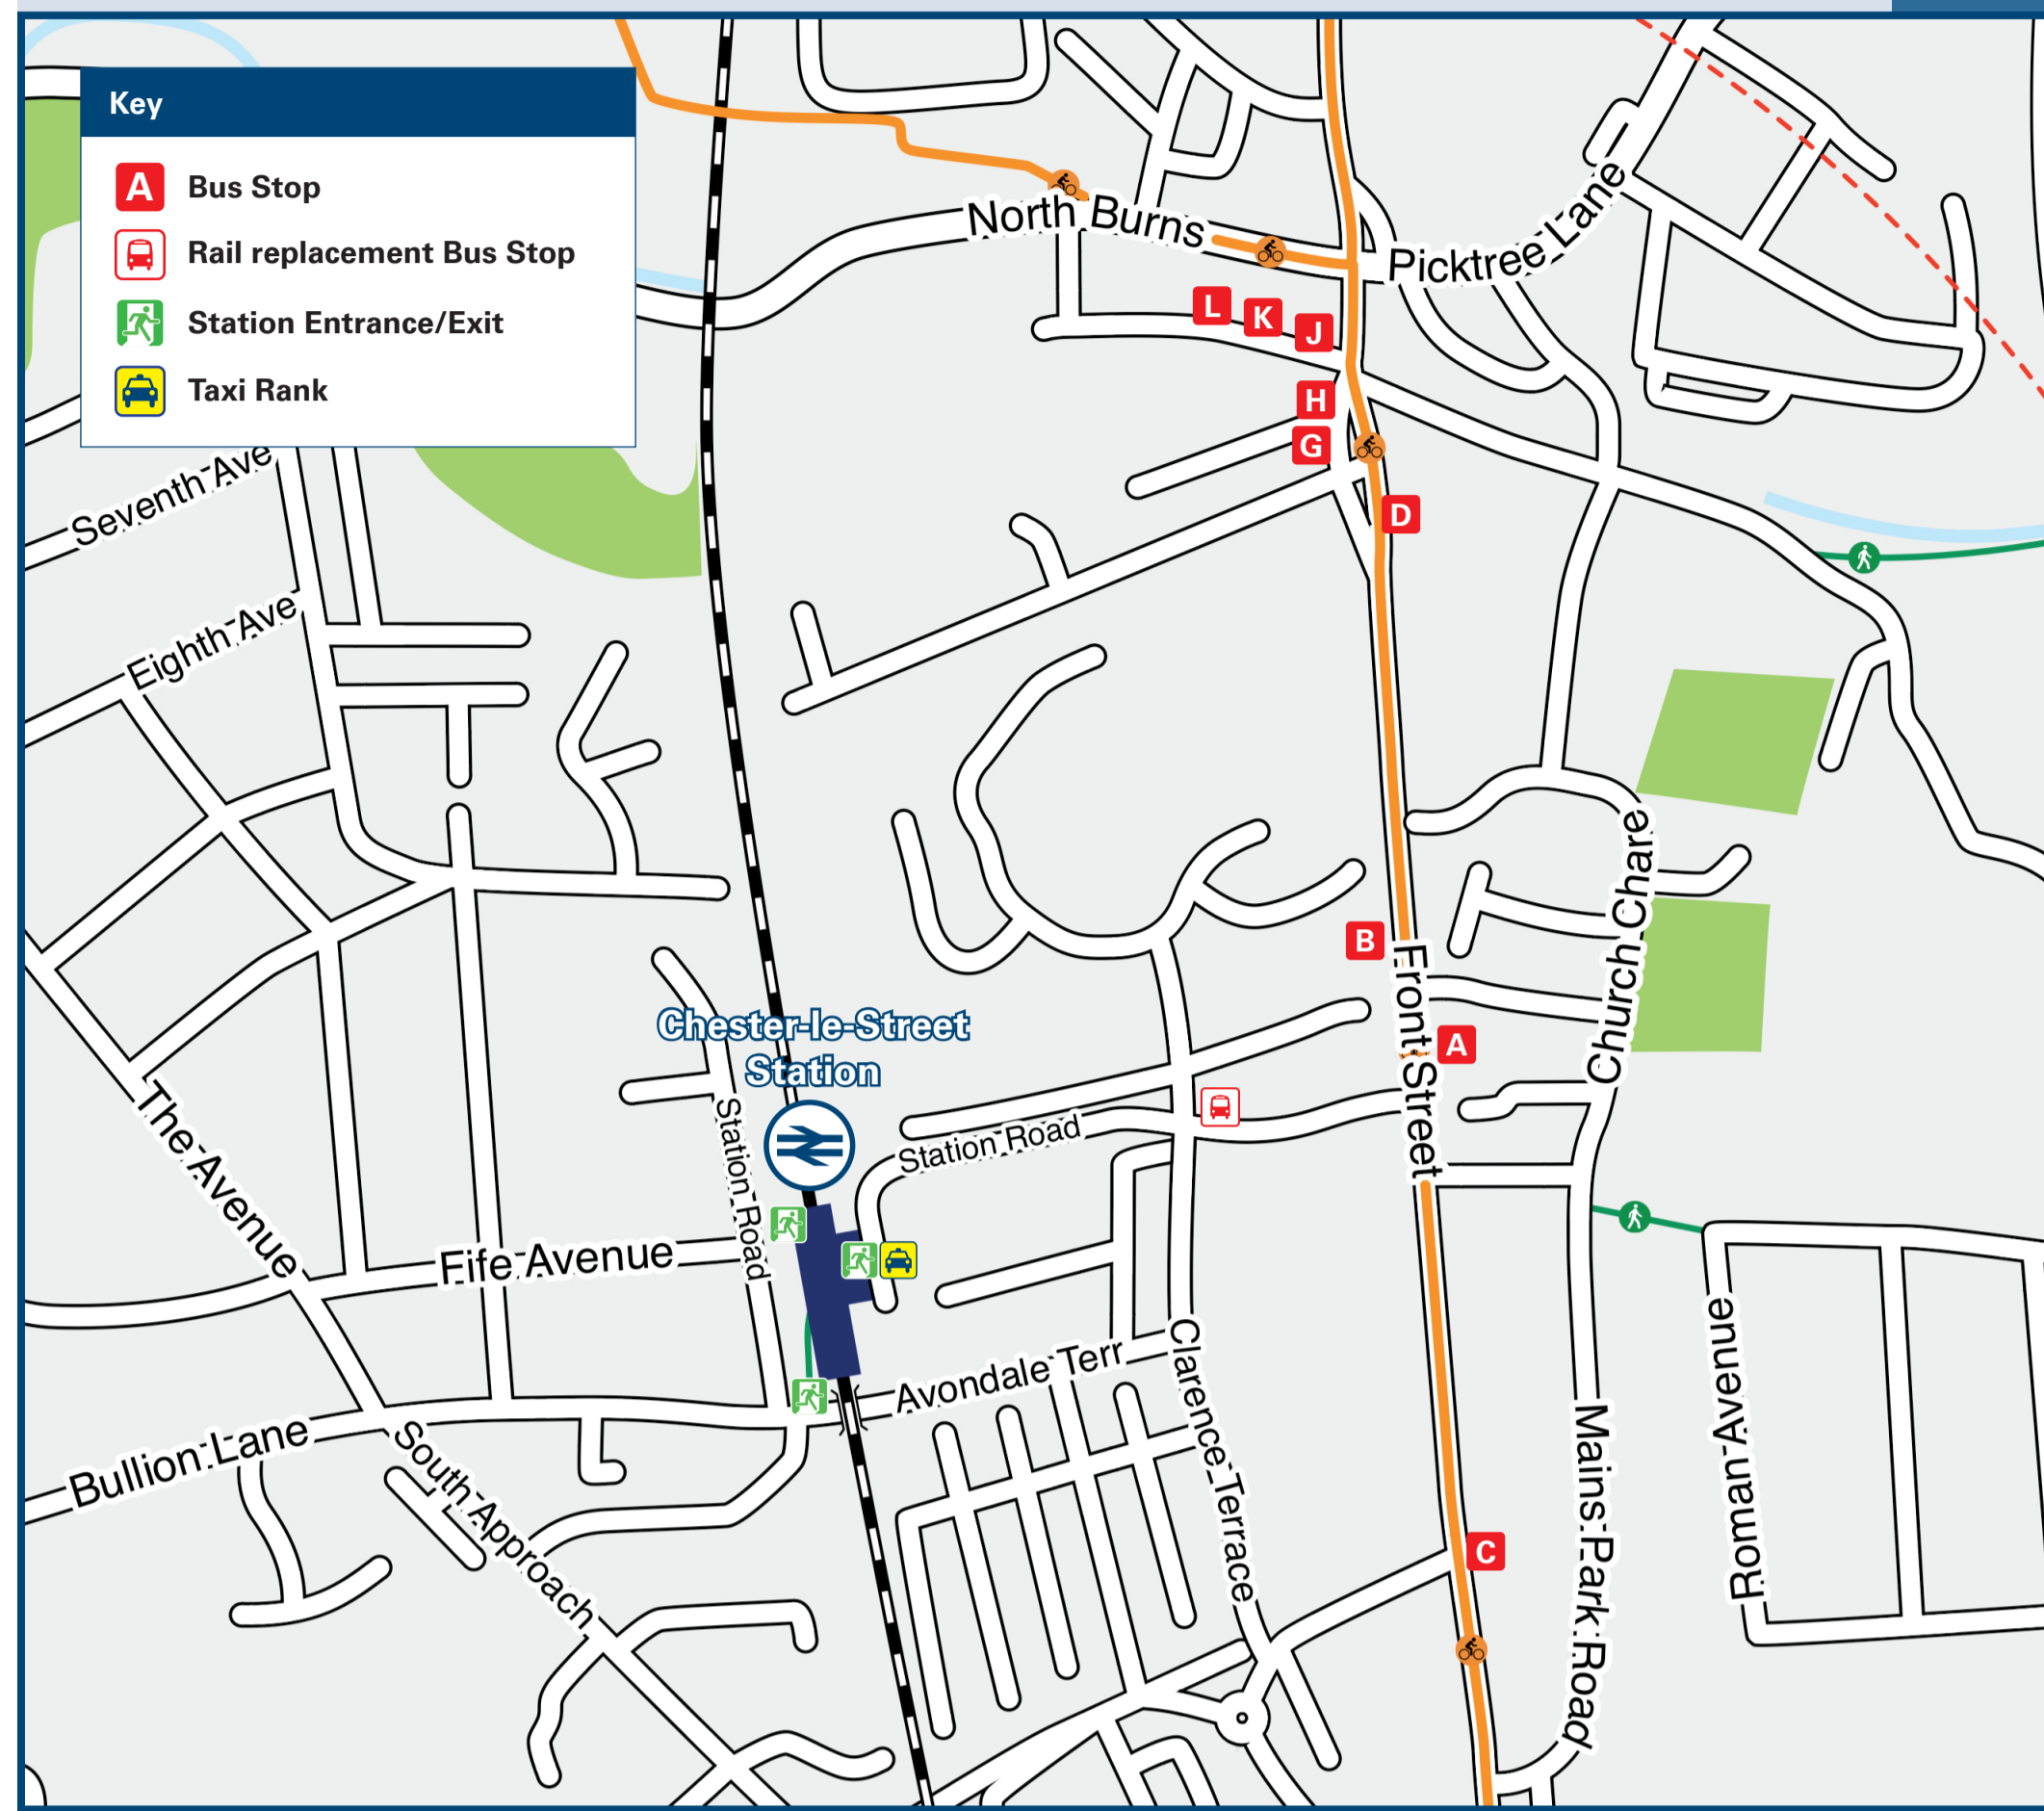 Key
A Bus Stop
Rail replacement Bus Stop
Station Entrance/Exit
Taxi Rank
North Burns
Picktree Lane
L
K
J
H
G
D
Seventh Ave
Eighth Ave
Church Chare
B
Front Street
A
Chester-le-Street
Station
Station Road
Station Road
The Avenue
Fife Avenue
Avondale Terr
Clarence Terrace
Bullion Lane
South Approach
Roman Avenue
Mains Park Road
C